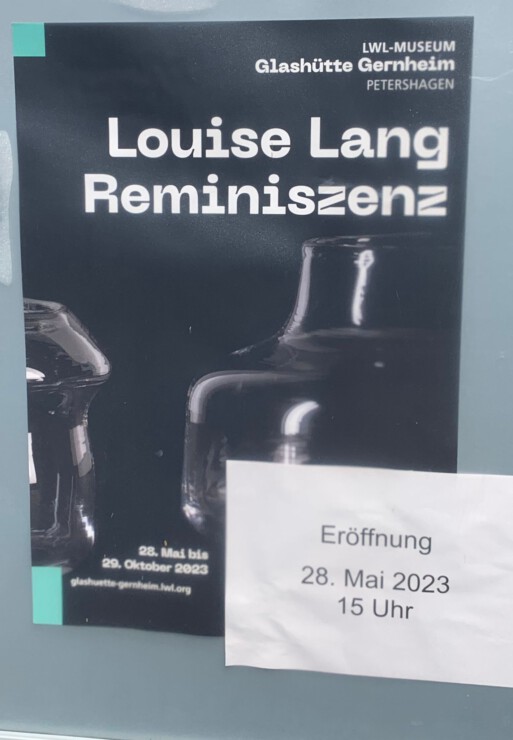 LWL-MUSEUM
Glashütte Gernheim
PETERSHAGEN
Louise Lang
Reminiszenz
28. Mai bis
29. Oktober 2023
glashuette-gernheim.lwl.org
Eröffnung
28. Mai 2023
15 Uhr